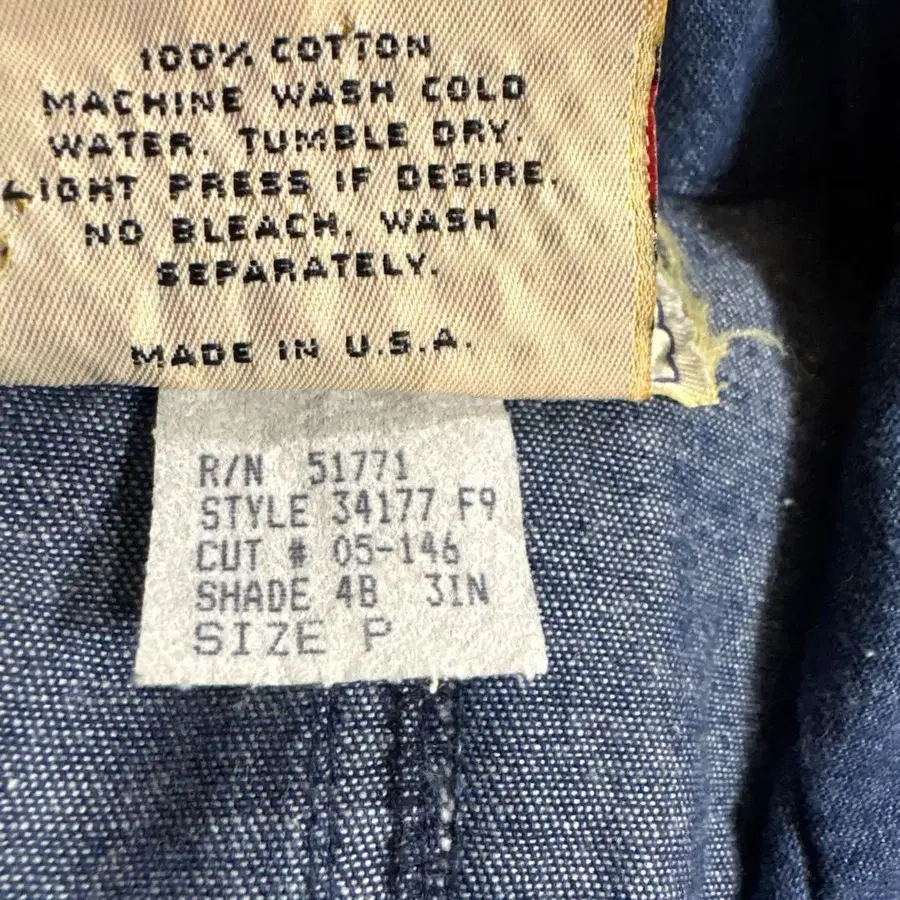 100% COTTON
MACHINE WASH COLD
WATER. TUMBLE DRY.
LIGHT PRESS IF DESIRE.
NO BLEACH. WASH
SEPARATELY.
MADE IN U.S.A.
R/N 51771
STYLE 34177 F9
CUT # 05-146
SHADE 4B 3IN
SIZE P